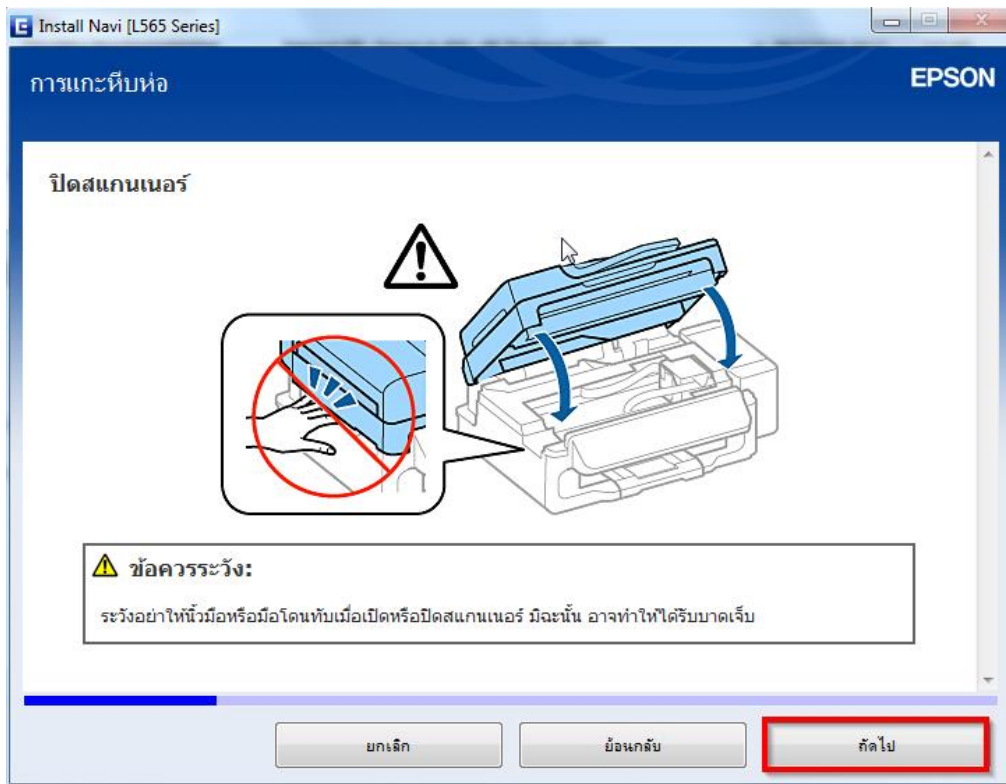 Install Navi [L565 Series]
การแกะหีบห่อ
EPSON
ปิดสแกนเนอร์
ข้อควรระวัง:
ระวังอย่าให้นิ้วมือหรือมือโดนทับเมื่อเปิดหรือปิดสแกนเนอร์ มิฉะนั้น อาจทำให้ได้รับบาดเจ็บ
ยกเลิก
ย้อนกลับ
ถัดไป